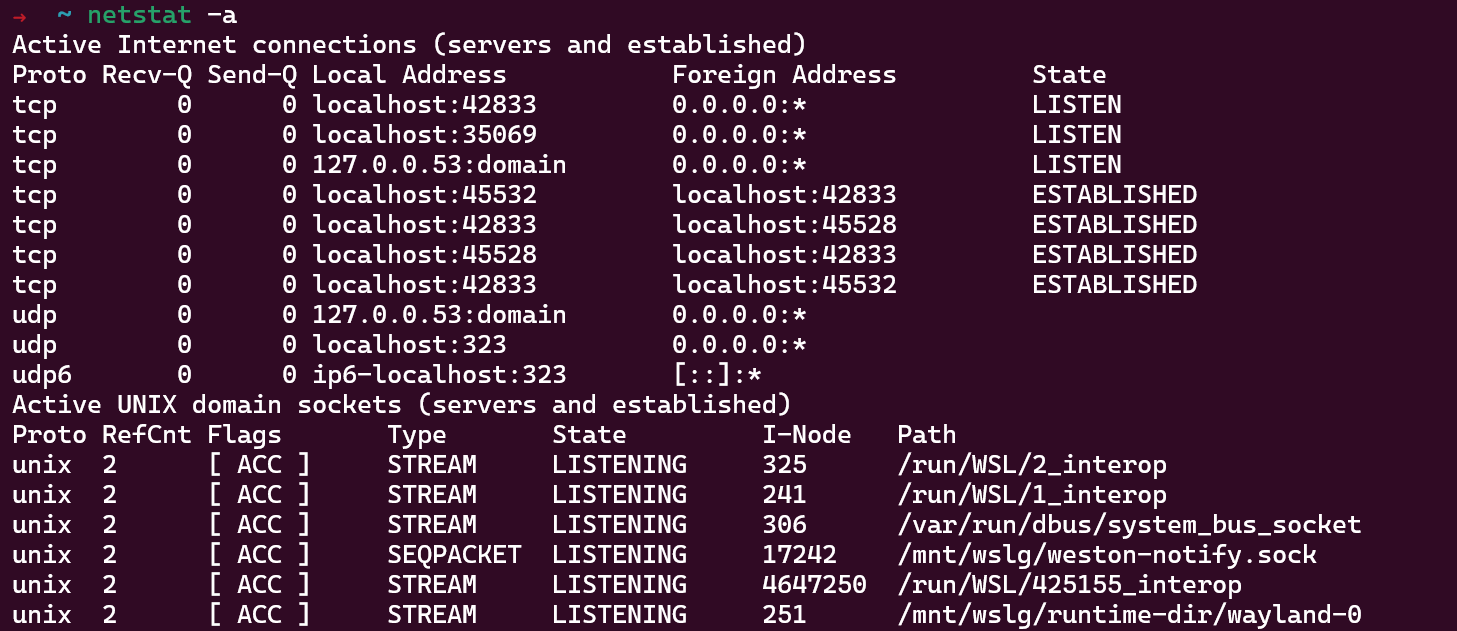 → ~ netstat -a
Active Internet connections (servers and established)
Proto Recv-Q Send-Q Local Address           Foreign Address         State
tcp        0      0 localhost:42833         0.0.0.0:*               LISTEN
tcp        0      0 localhost:35069         0.0.0.0:*               LISTEN
tcp        0      0 127.0.0.53:domain       0.0.0.0:*               LISTEN
tcp        0      0 localhost:45532         localhost:42833         ESTABLISHED
tcp        0      0 localhost:42833         localhost:45528         ESTABLISHED
tcp        0      0 localhost:45528         localhost:42833         ESTABLISHED
tcp        0      0 localhost:42833         localhost:45532         ESTABLISHED
udp        0      0 127.0.0.53:domain       0.0.0.0:*
udp        0      0 localhost:323           0.0.0.0:*
udp6       0      0 ip6-localhost:323       [::]:*
Active UNIX domain sockets (servers and established)
Proto RefCnt Flags       Type       State         I-Node   Path
unix  2      [ ACC ]     STREAM     LISTENING     325      /run/WSL/2_interop
unix  2      [ ACC ]     STREAM     LISTENING     241      /run/WSL/1_interop
unix  2      [ ACC ]     STREAM     LISTENING     306      /var/run/dbus/system_bus_socket
unix  2      [ ACC ]     SEQPACKET  LISTENING     17242    /mnt/wslg/weston-notify.sock
unix  2      [ ACC ]     STREAM     LISTENING     4647250  /run/WSL/425155_interop
unix  2      [ ACC ]     STREAM     LISTENING     251      /mnt/wslg/runtime-dir/wayland-0